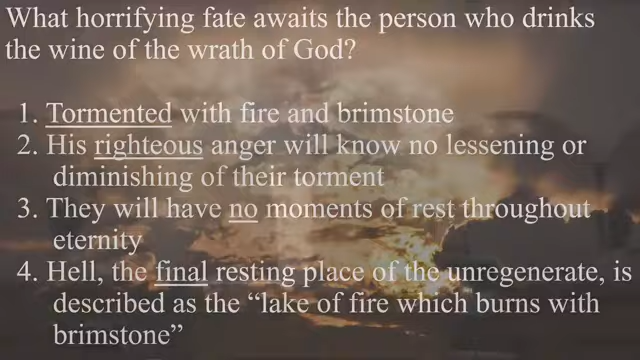 What horrifying fate awaits the person who drinks
the wine of the wrath of God?
1. Tormented with fire and brimstone
2. His righteous anger will know no lessening or
diminishing of their torment
3. They will have no moments of rest throughout
eternity
4. Hell, the final resting place of the unregenerate, is
described as the “lake of fire which burns with
brimstone”